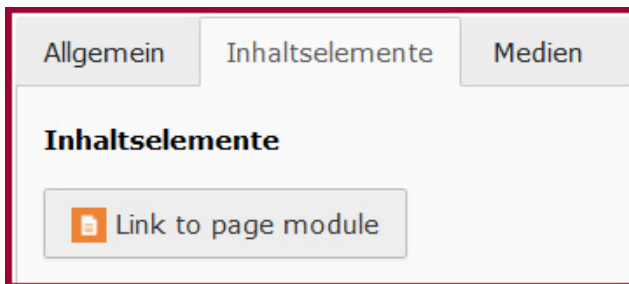 Allgemein Inhaltselemente Medien
Inhaltselemente
Link to page module